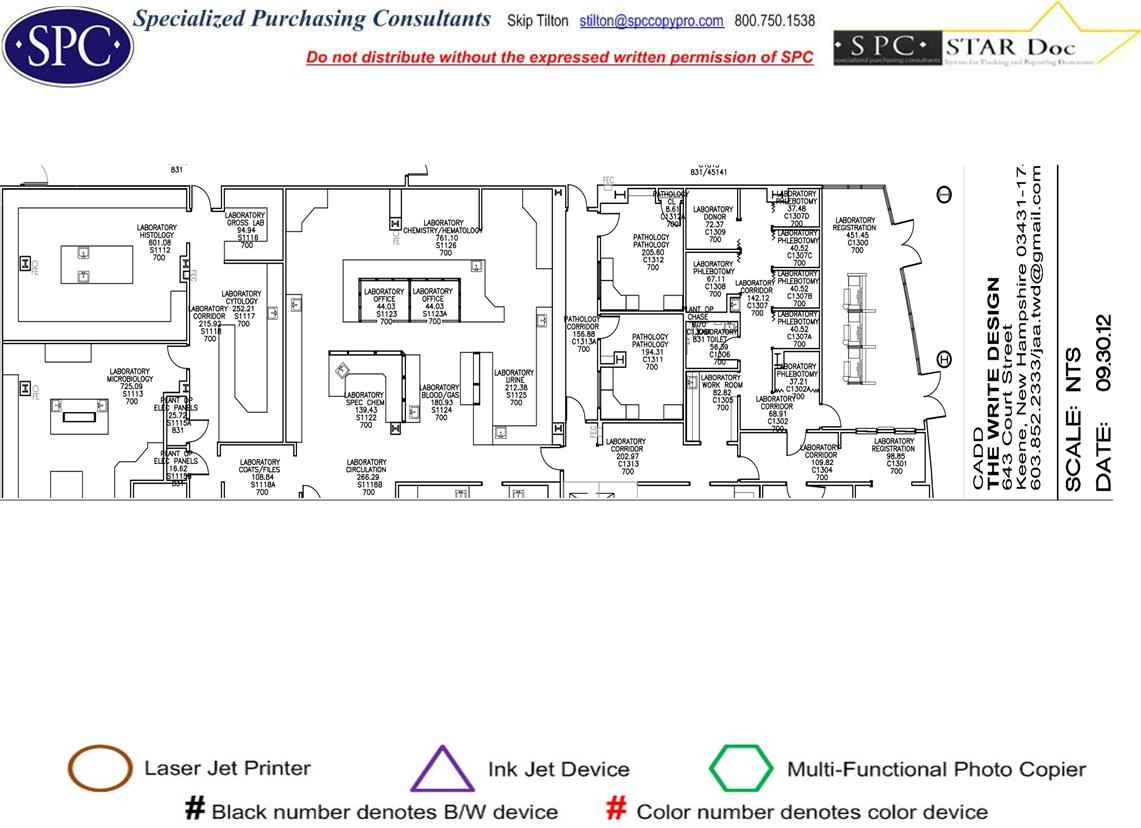 Specialized Purchasing Consultants Skip Tilton stilton@spccopypro.com 800.750.1538
·SPC·
Do not distribute without the expressed written permission of SPC
·SPC· STAR Doc
specialized purchasing consultants
System for Tracking and Reporting Documents
831
831/45141
FEC
LABORATORY
HISTOLOGY
601.08
S1112
700
LABORATORY
GROSS LAB
94.94
S1116
700
LABORATORY
CYTOLOGY
252.21
S1117
700
LABORATORY
CORRIDOR
215.92
S1118
700
LABORATORY
CHEMISTRY/HEMATOLOGY
761.10
S1126
700
LABORATORY
OFFICE
44.03
S1123
700
LABORATORY
OFFICE
44.03
S1123A
700
LABORATORY
MICROBIOLOGY
725.09
S1113
700
PLANT OP
ELEC PANELS
25.72
S1115A
831
PLANT OP
ELEC PANELS
16.62
S1115B
831
LABORATORY
COATS/FILES
108.84
S1118A
700
LABORATORY
SPEC CHEM
139.43
S1122
700
LABORATORY
BLOOD/GAS
180.93
S1124
700
LABORATORY
URINE
212.38
S1125
700
LABORATORY
CIRCULATION
266.29
S1118B
700
PATHOLOGY
CORRIDOR
156.88
C1313A
700
PATHOLOGY
CL
8.61
C1312A
700
PATHOLOGY
PATHOLOGY
205.60
C1312
700
PATHOLOGY
PATHOLOGY
194.31
C1311
700
FEC
LABORATORY
CORRIDOR
202.97
C1313
700
LABORATORY
DONOR
72.37
C1309
700
LABORATORY
PHLEBOTOMY
67.11
C1308
700
PLANT OP
CHASE
831
TOILET
C1306
700
LABORATORY
WORK ROOM
82.82
C1305
700
LABORATORY
CORRIDOR
142.12
C1307
700
LABORATORY
PHLEBOTOMY
37.48
C1307D
700
LABORATORY
PHLEBOTOMY
40.52
C1307C
700
LABORATORY
PHLEBOTOMY
40.52
C1307B
700
LABORATORY
PHLEBOTOMY
40.52
C1307A
700
LABORATORY
PHLEBOTOMY
37.21
C1302A
700
LABORATORY
CORRIDOR
68.91
C1302
700
LABORATORY
REGISTRATION
451.45
C1300
700
LABORATORY
CORRIDOR
109.82
C1304
700
LABORATORY
REGISTRATION
98.85
C1301
700
CADD
THE WRITE DESIGN
643 Court Street
Keene, New Hampshire 03431-17
603.852.2333/jaa.twd@gmail.com
SCALE: NTS
DATE: 09.30.12
Laser Jet Printer
Ink Jet Device
Multi-Functional Photo Copier
# Black number denotes B/W device
# Color number denotes color device